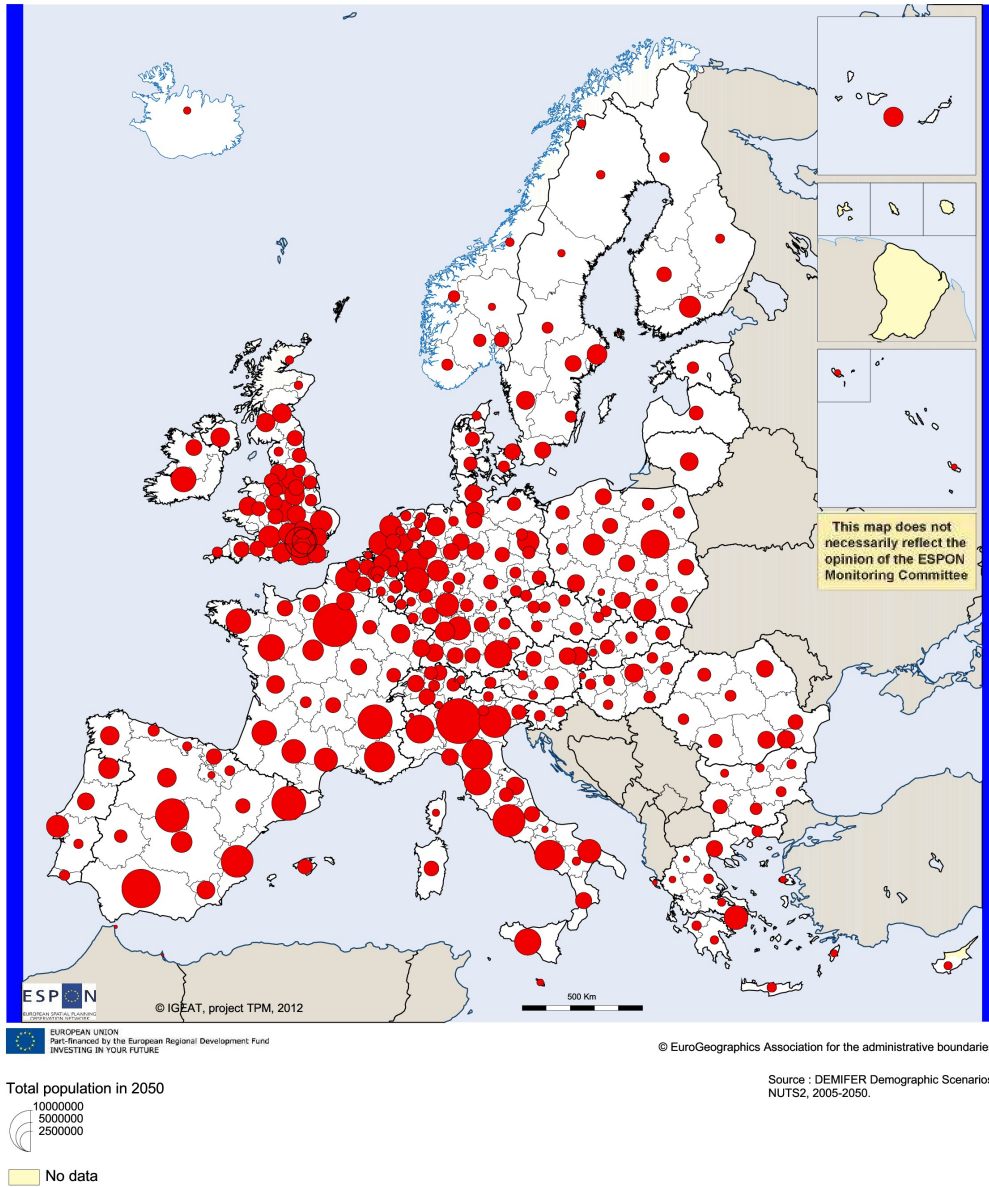 This map does not
necessarily reflect the
opinion of the ESPON
Monitoring Committee
500 Km
ESPON
EUROPEAN SPATIAL PLANNING
OBSERVATION NETWORK
© IGEAT, project TPM, 2012
EUROPEAN UNION
Part-financed by the European Regional Development Fund
INVESTING IN YOUR FUTURE
© EuroGeographics Association for the administrative boundarie
Source : DEMIFER Demographic Scenarios
NUTS2, 2005-2050.
Total population in 2050
10000000
5000000
2500000
No data